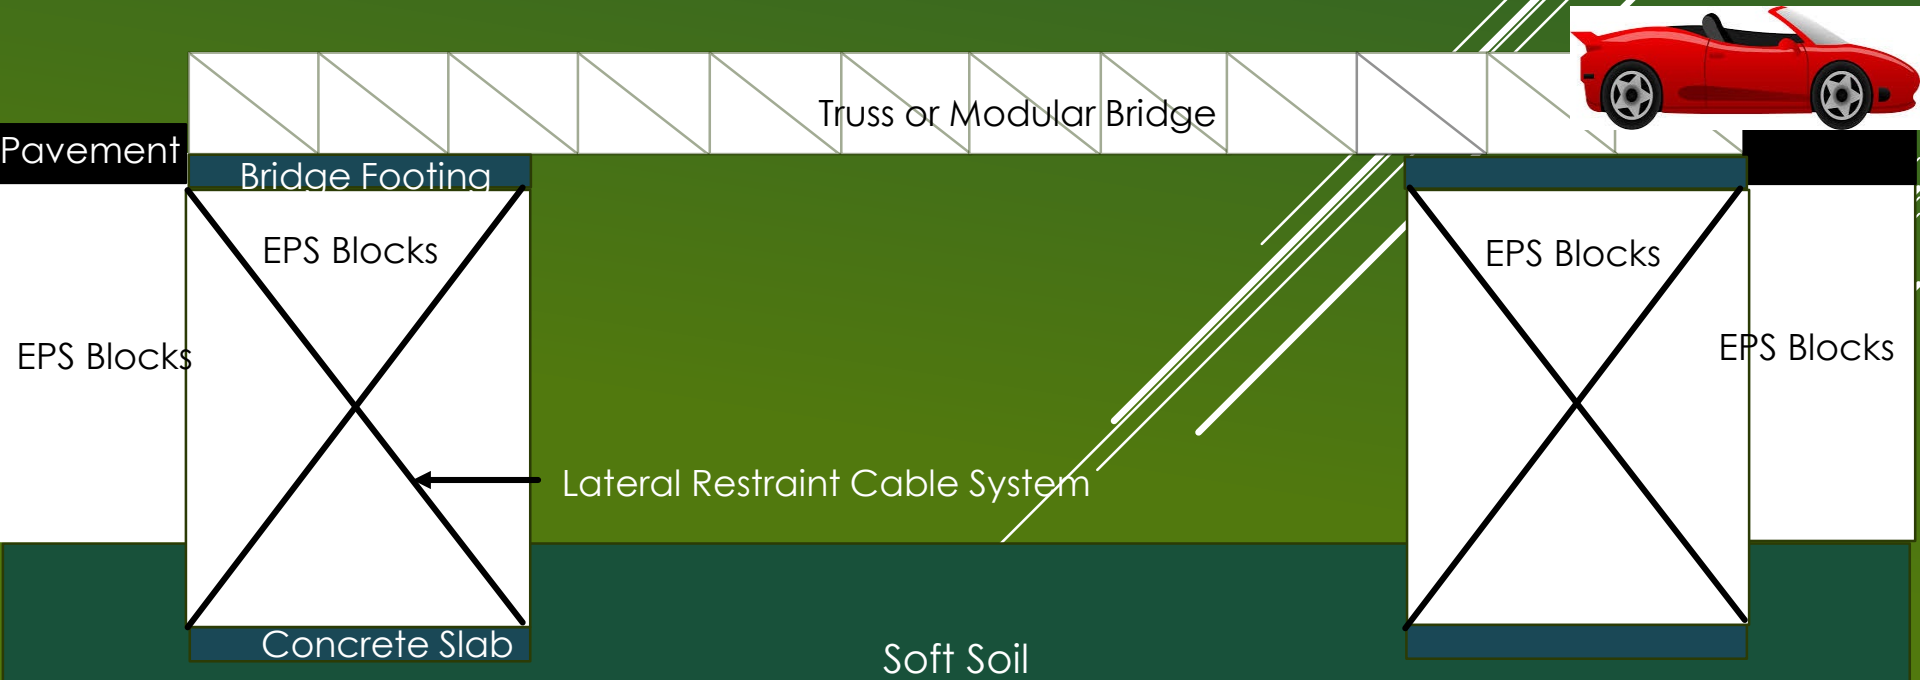 Truss or Modular Bridge
Pavement
Bridge Footing
EPS Blocks
EPS Blocks
EPS Blocks
EPS Blocks
Lateral Restraint Cable System
Concrete Slab
Soft Soil